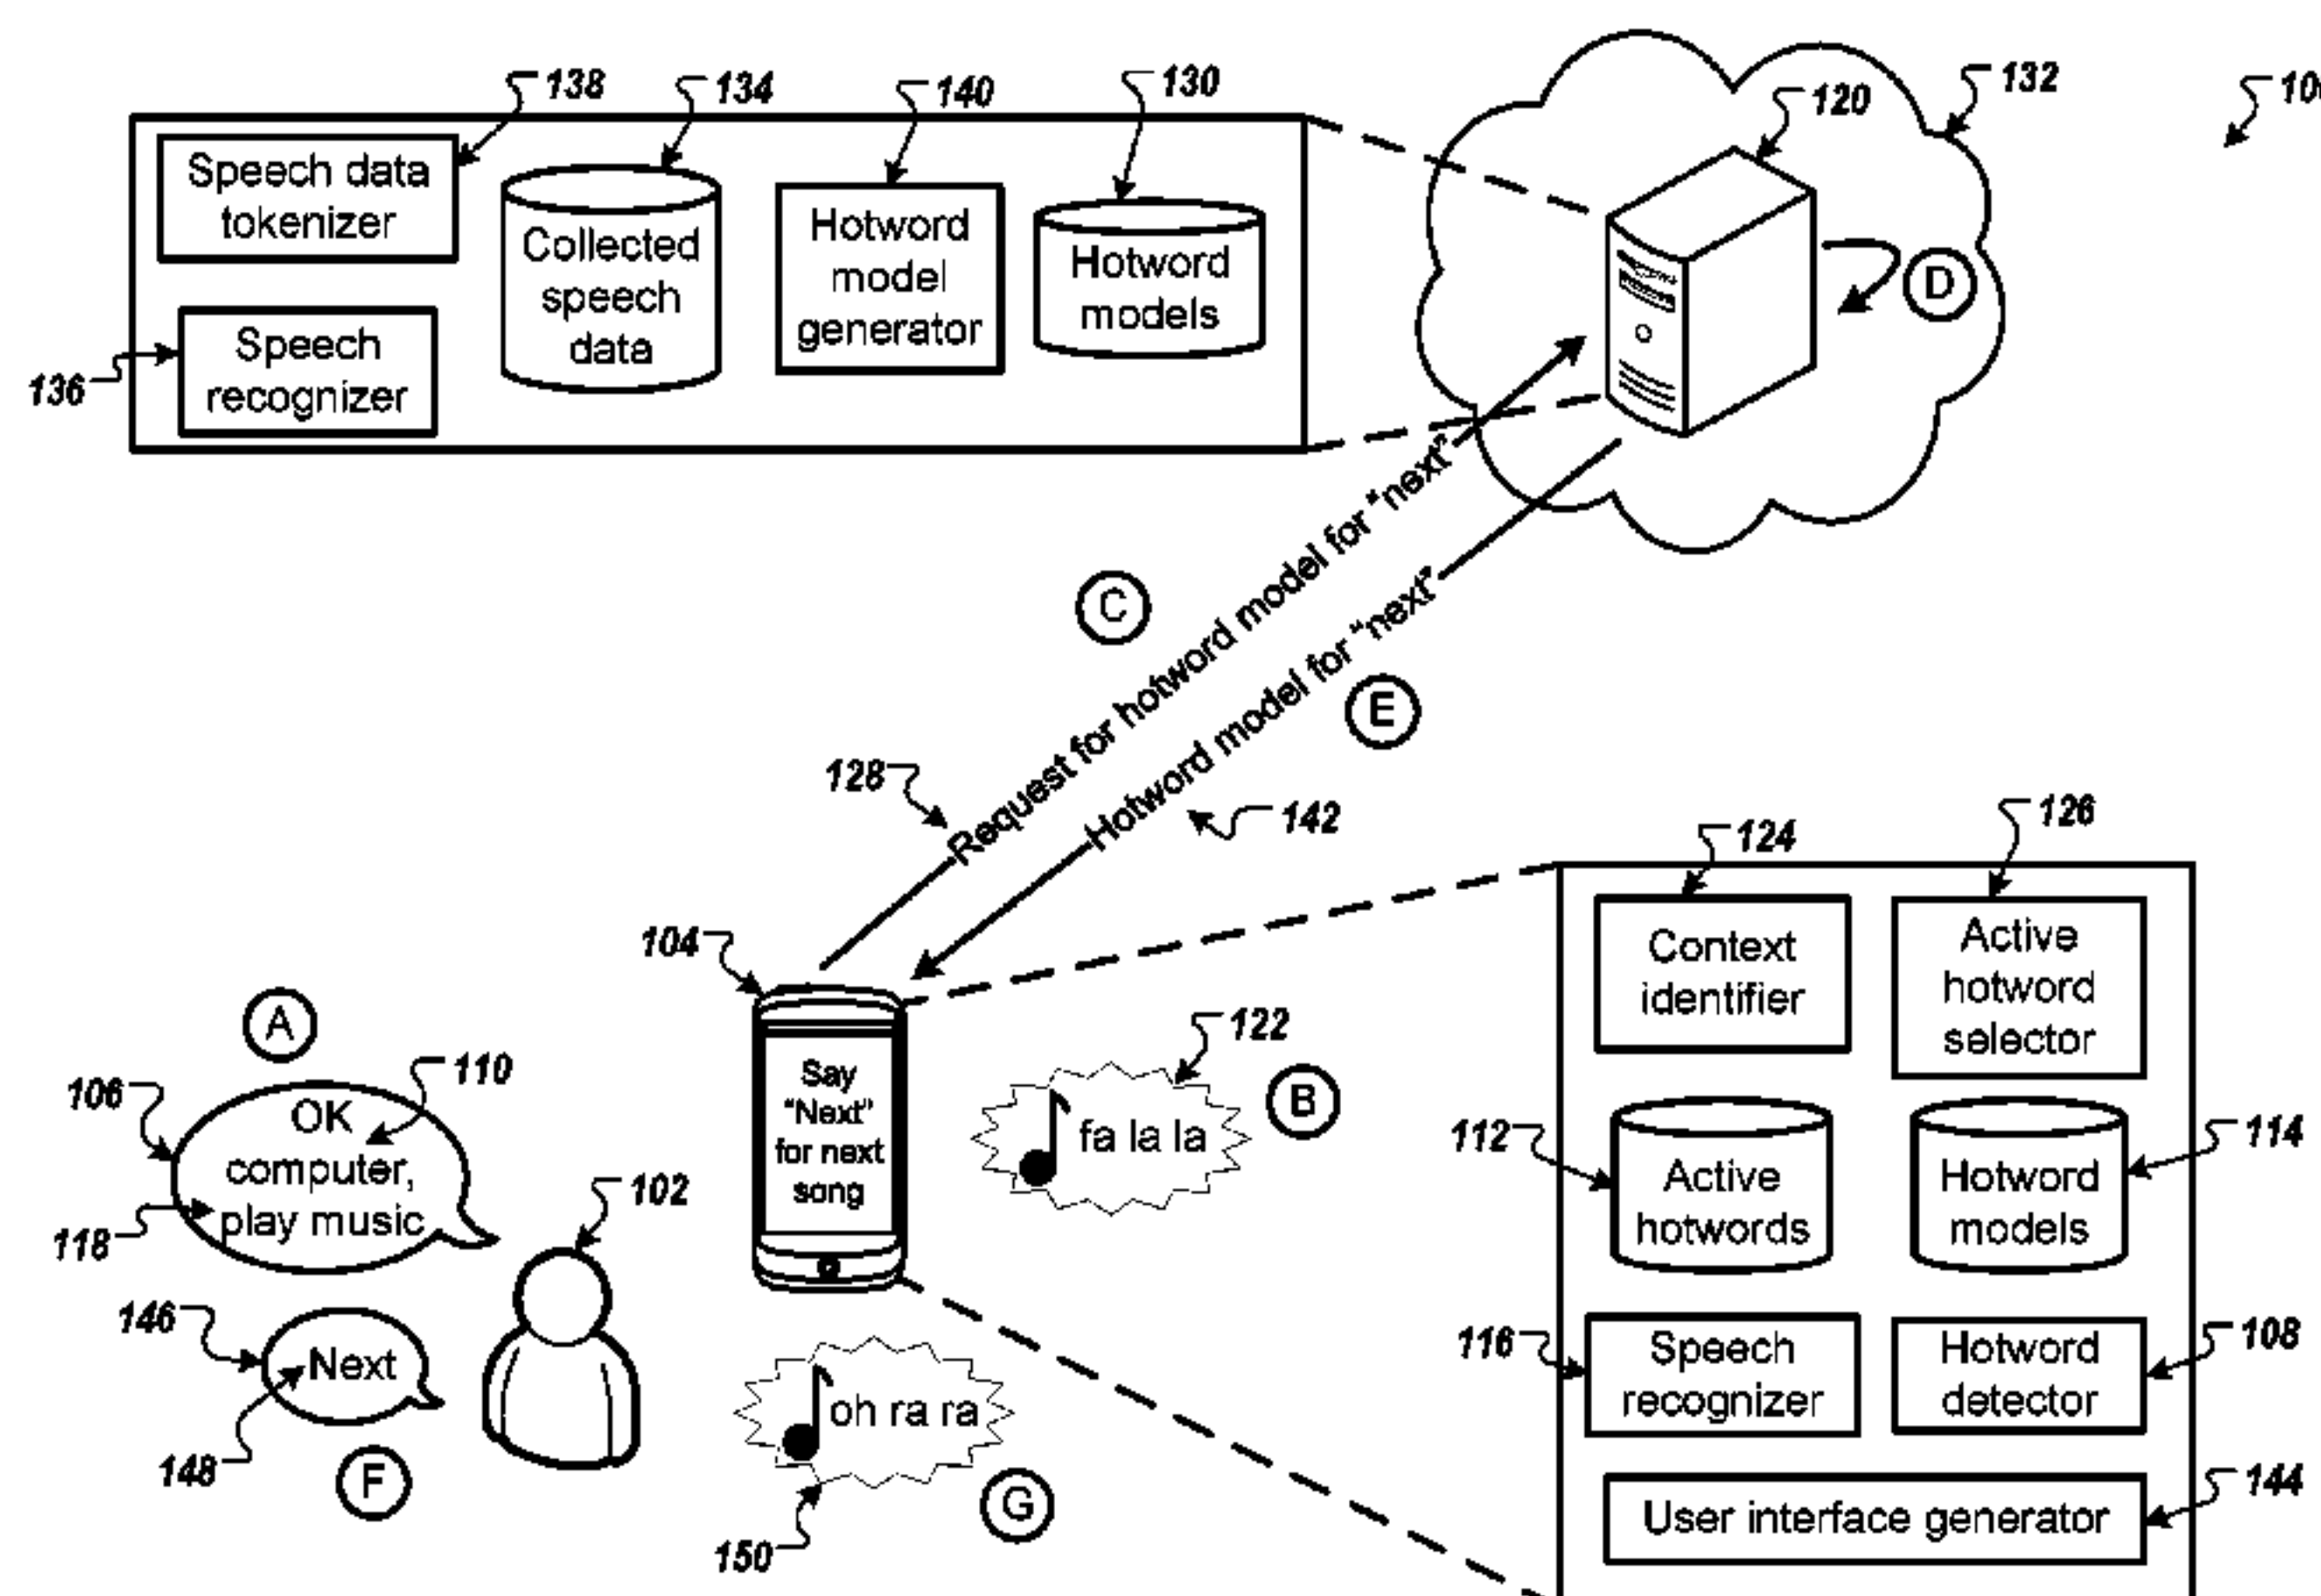 138
134
140
130
120
132
Speech data
tokenizer
Collected
speech
data
Hotword
model
generator
Hotword
models
D
136
Speech
recognizer
C
Request for hotword model for "next"
E
Hotword model for "next"
128
142
124
126
Context
identifier
Active
hotword
selector
104
A
106
110
OK
computer,
play music
118
102
Say
"Next"
for next
song
122
B
fa la la
112
Active
hotwords
114
Hotword
models
146
Next
148
F
oh ra ra
G
150
116
Speech
recognizer
108
Hotword
detector
144
User interface generator